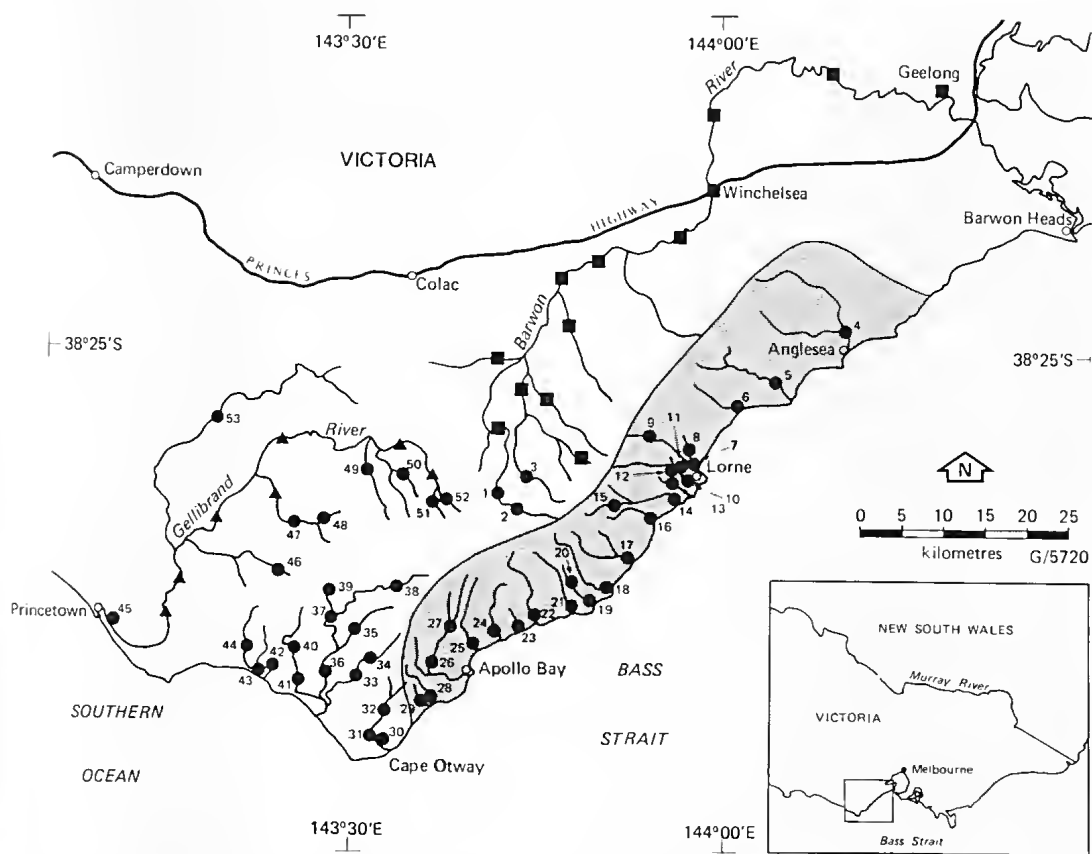 143°30'E
144°00'E
River
Geelong
VICTORIA
Camperdown
Winchelsea
HIGHWAY
Barwon Heads
PRINCES
Colac
Barwon
38°25'S
38°25'S
4
Anglesea
5
6
53
River
11
9
8
7
50
49
12
Lorne
N
Gellibrand
3
1
52
51
10
13
2
15
14
16
0 5 10 15 20 25
kilometres G/5720
47
48
17
46
20
39
38
18
Princetown
45
37
21
19
27
24
22
35
23
44
40
25
42
34
26
36
Apollo Bay
BASS
43
41
33
28
SOUTHERN
32
29
STRAIT
31
30
OCEAN
Cape Otway
143°30'E
144°00'E
NEW SOUTH WALES
Murray River
VICTORIA
Melbourne
Bass Strait